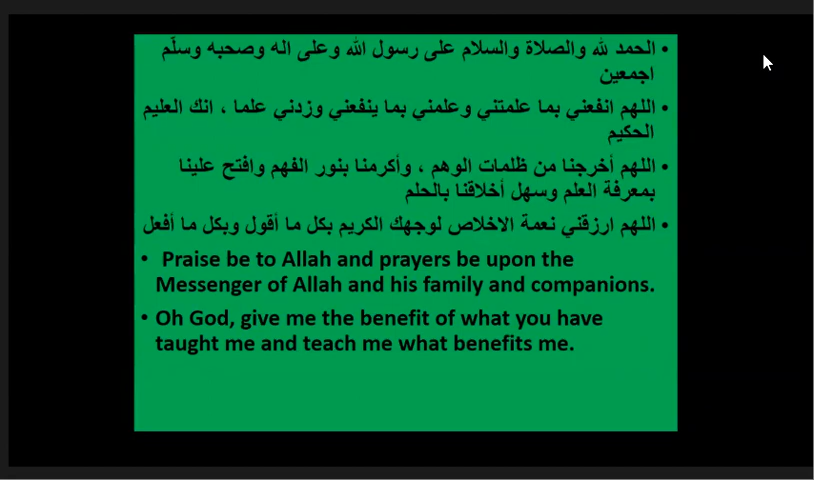 • الحمد لله والصلاة والسلام على رسول الله وعلى اله وصحبه وسلّم
اجمعين
• اللهم انفعني بما علمتني وعلمني بما ينفعني وزدني علما ، انك العليم
الحكيم
• اللهم أخرجنا من ظلمات الوهم ، وأكرمنا بنور الفهم وافتح علينا
بمعرفة العلم وسهل أخلاقنا بالحلم
• اللهم ارزقني نعمة الاخلاص لوجهك الكريم بكل ما أقول وبكل ما أفعل
• Praise be to Allah and prayers be upon the
Messenger of Allah and his family and companions.
• Oh God, give me the benefit of what you have
taught me and teach me what benefits me.